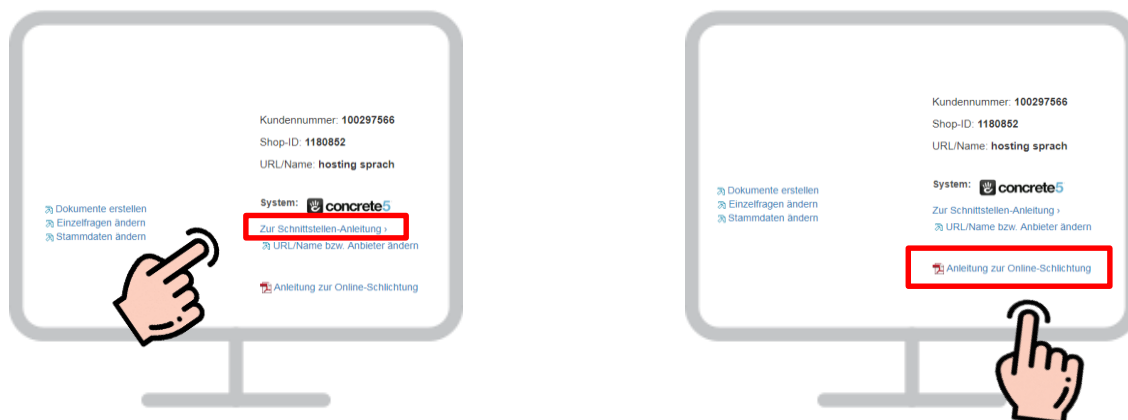 Kundennummer: 100297566
Shop-ID: 1180852
URL/Name: hosting sprach
System: concrete5
Dokumente erstellen
Einzelfragen ändern
Stammdaten ändern
Zur Schnittstellen-Anleitung ›
URL/Name bzw. Anbieter ändern
Anleitung zur Online-Schlichtung
Kundennummer: 100297566
Shop-ID: 1180852
URL/Name: hosting sprach
System: concrete5
Dokumente erstellen
Einzelfragen ändern
Stammdaten ändern
Zur Schnittstellen-Anleitung ›
URL/Name bzw. Anbieter ändern
Anleitung zur Online-Schlichtung